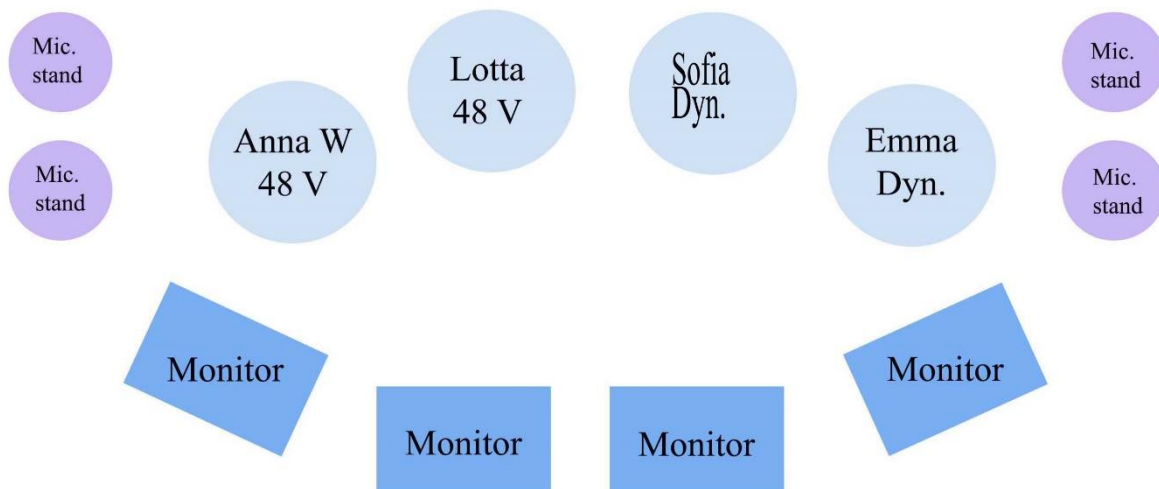 Mic.
stand
Lotta
48 V
Sofia
Dyn.
Mic.
stand
Anna W
48 V
Emma
Dyn.
Mic.
stand
Mic.
stand
Monitor
Monitor
Monitor
Monitor